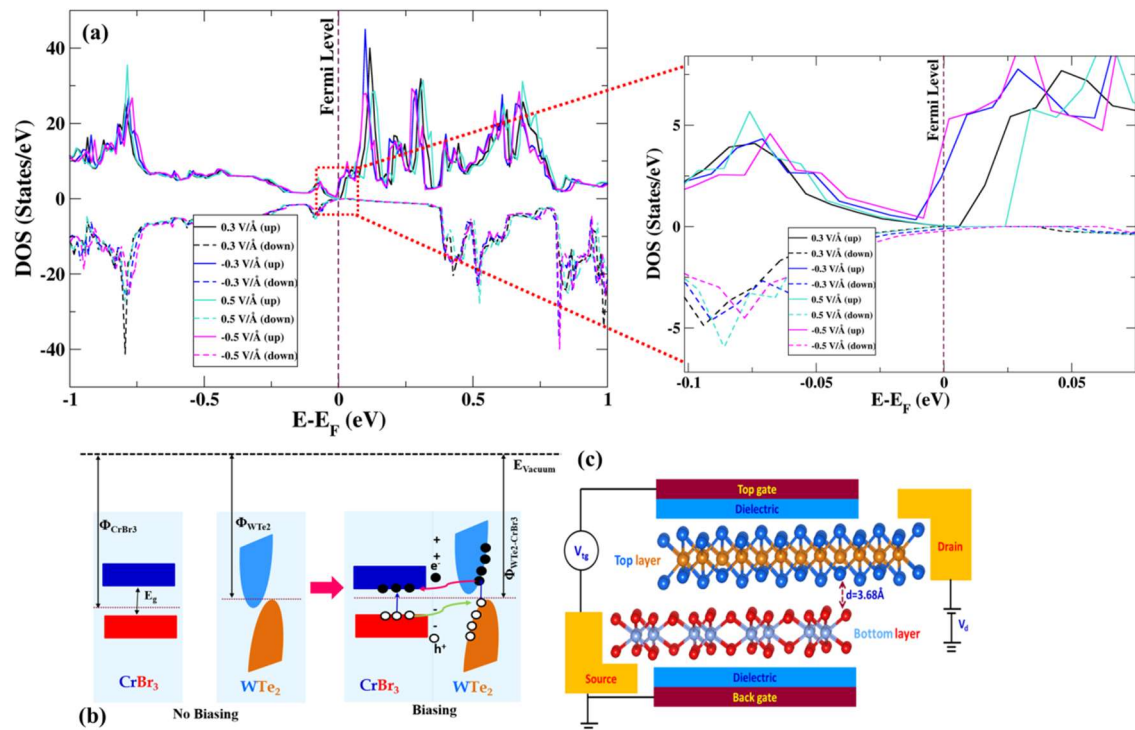 (a)
DOS (States/eV)
40
20
0
-20
-40
Fermi Level
0.3 V/Å (up)
0.3 V/Å (down)
-0.3 V/Å (up)
-0.3 V/Å (down)
0.5 V/Å (up)
0.5 V/Å (down)
-0.5 V/Å (up)
-0.5 V/Å (down)
-1
-0.5
0
0.5
1
E-E_F (eV)
DOS (States/eV)
5
0
-5
Fermi Level
0.3 V/Å (up)
0.3 V/Å (down)
-0.3 V/Å (up)
-0.3 V/Å (down)
0.5 V/Å (up)
0.5 V/Å (down)
-0.5 V/Å (up)
-0.5 V/Å (down)
-0.1
-0.05
0
0.05
E-E_F (eV)
E_Vacuum
Φ_CrBr3
Φ_WTe2
Φ_WTe2-CrBr3
E_g
+
+
e⁻
-
-
h⁺
CrBr₃
WTe₂
CrBr₃
WTe₂
(b)
No Biasing
Biasing
(c)
Top gate
Dielectric
V_tg
Top layer
Drain
d=3.68Å
Bottom layer
V_d
Source
Dielectric
Back gate